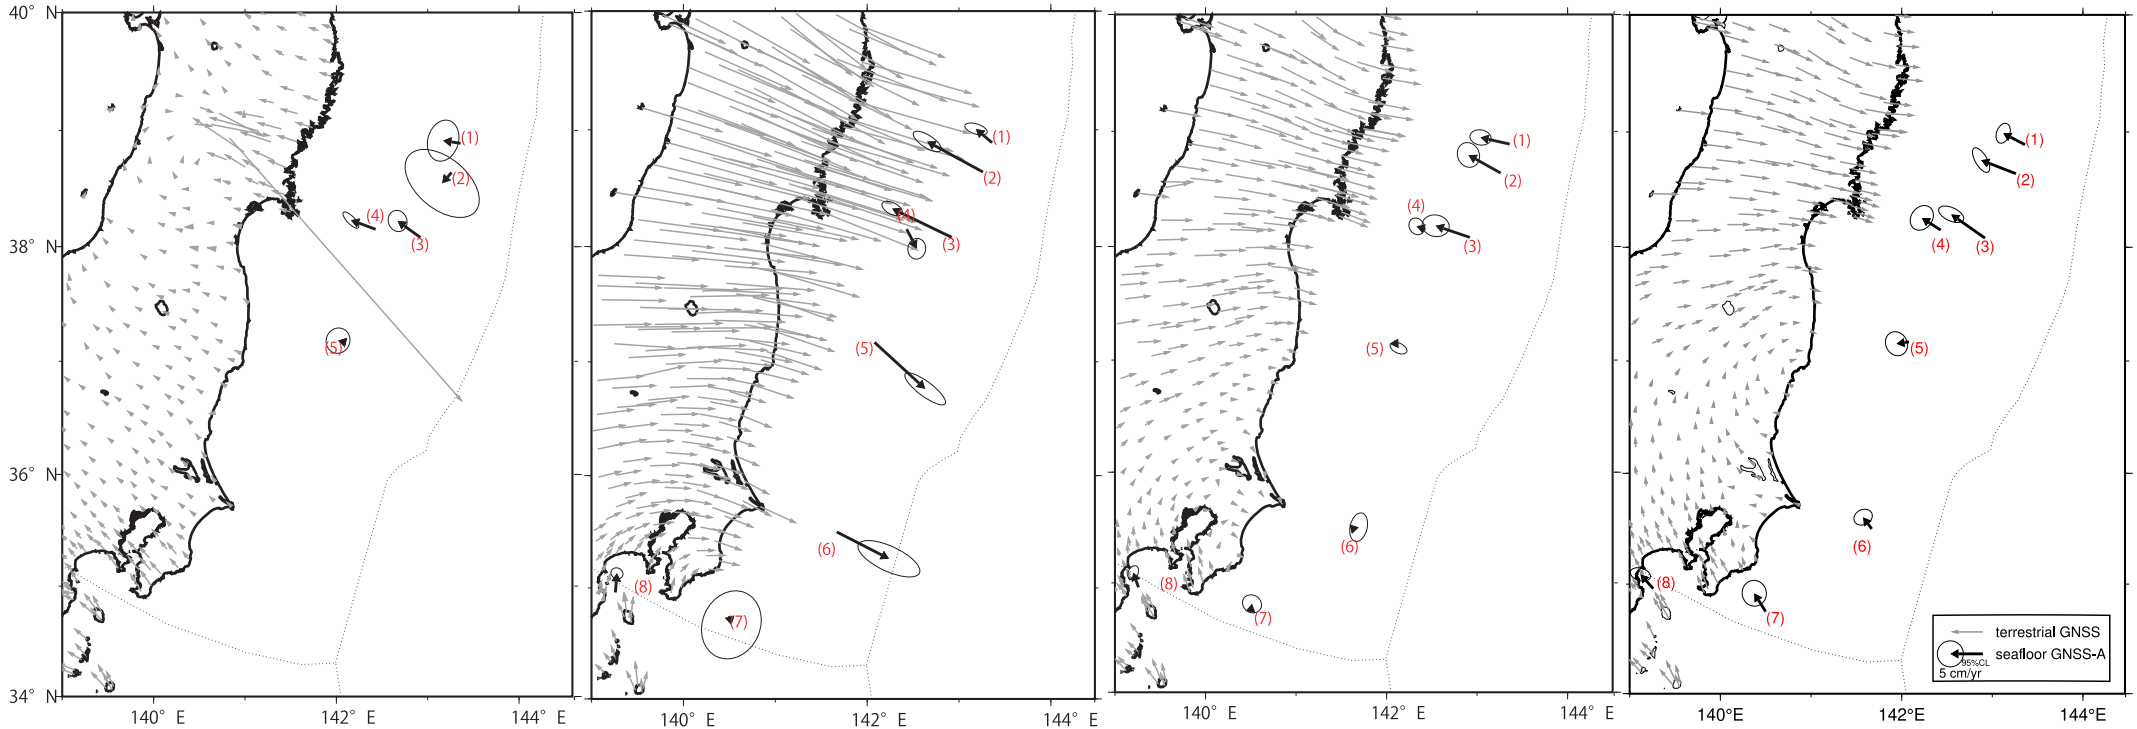 40° N
38° N
36° N
34° N
(1)
(2)
(4)
(3)
(5)
140° E
142° E
144° E
(1)
(2)
(4)
(3)
(5)
(6)
(8)
(7)
140° E
142° E
144° E
(1)
(2)
(4)
(3)
(5)
(6)
(8)
(7)
140° E
142° E
144° E
(1)
(2)
(4)
(3)
(5)
(6)
(8)
(7)
terrestrial GNSS
seafloor GNSS-A
95%CL
5 cm/yr
140°E
142°E
144°E